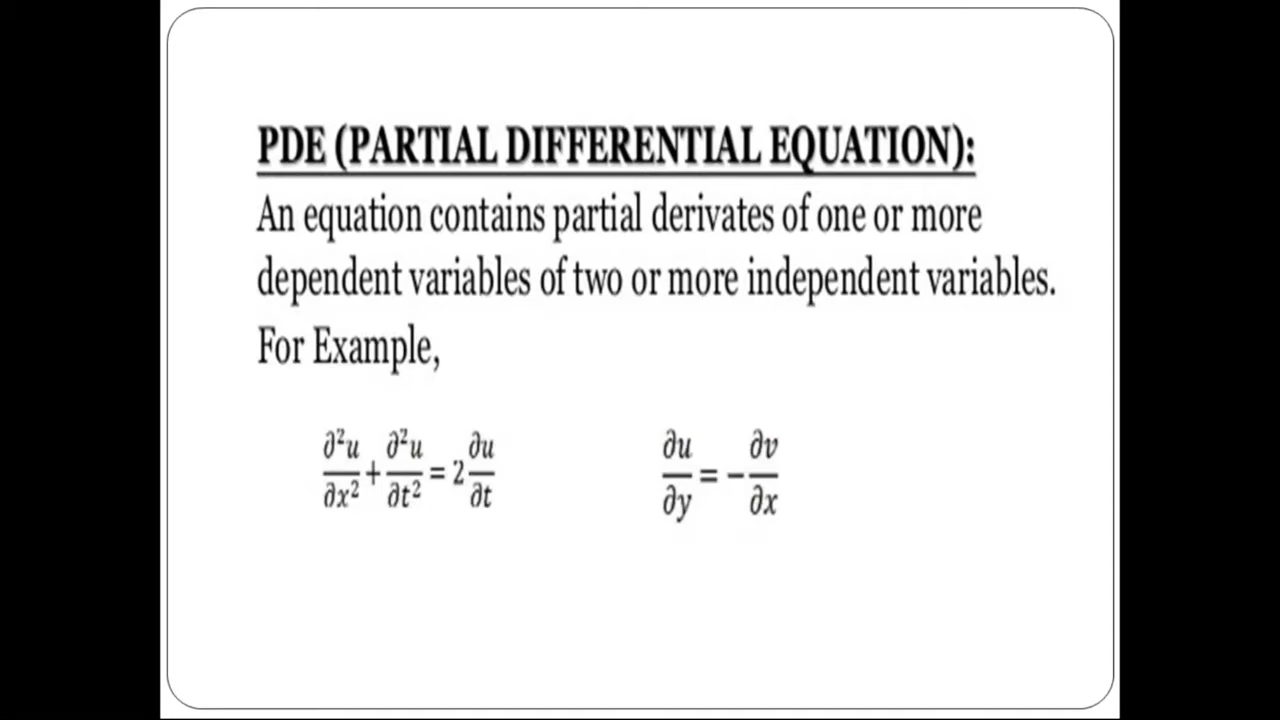 PDE (PARTIAL DIFFERENTIAL EQUATION):
An equation contains partial derivates of one or more
dependent variables of two or more independent variables.
For Example,
∂²u/∂x² + ∂²u/∂t² = 2 ∂u/∂t    ∂u/∂y = − ∂v/∂x